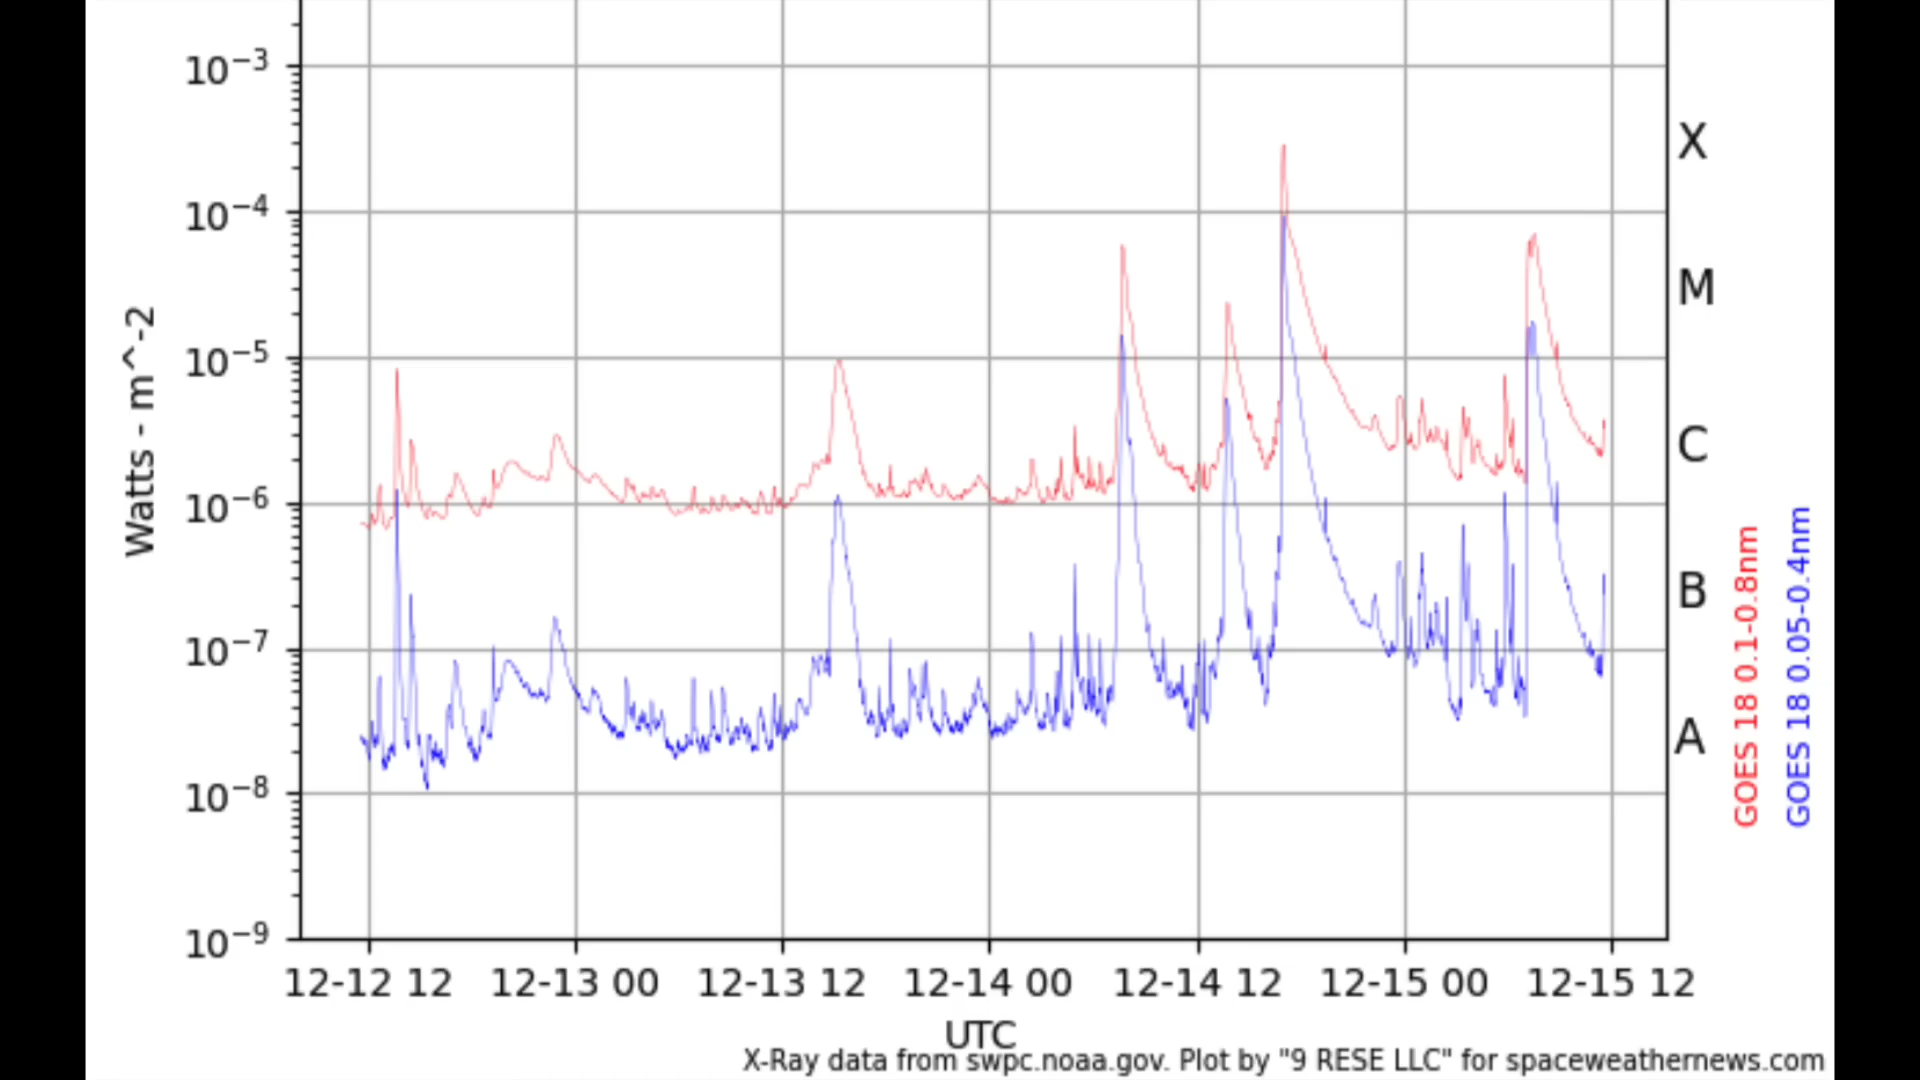 Watts - m^-2
10⁻³
10⁻⁴
10⁻⁵
10⁻⁶
10⁻⁷
10⁻⁸
10⁻⁹
X
M
C
B
A
GOES 18 0.1-0.8nm
GOES 18 0.05-0.4nm
12-12 12 12-13 00 12-13 12 12-14 00 12-14 12 12-15 00 12-15 12
UTC
X-Ray data from swpc.noaa.gov. Plot by "9 RESE LLC" for spaceweathernews.com